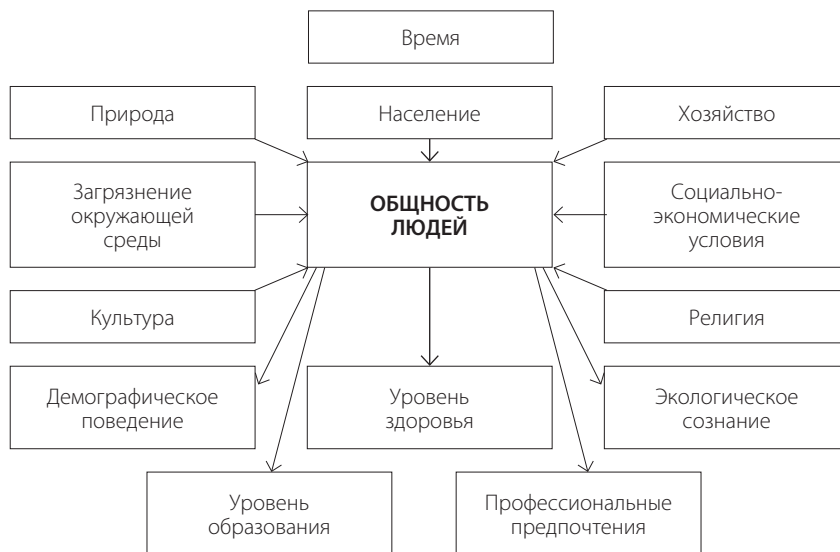 Время
Природа
Население
Хозяйство
Загрязнение
окружающей
среды
ОБЩНОСТЬ
ЛЮДЕЙ
Социально-
экономические
условия
Культура
Религия
Демографическое
поведение
Уровень
здоровья
Экологическое
сознание
Уровень
образования
Профессиональные
предпочтения